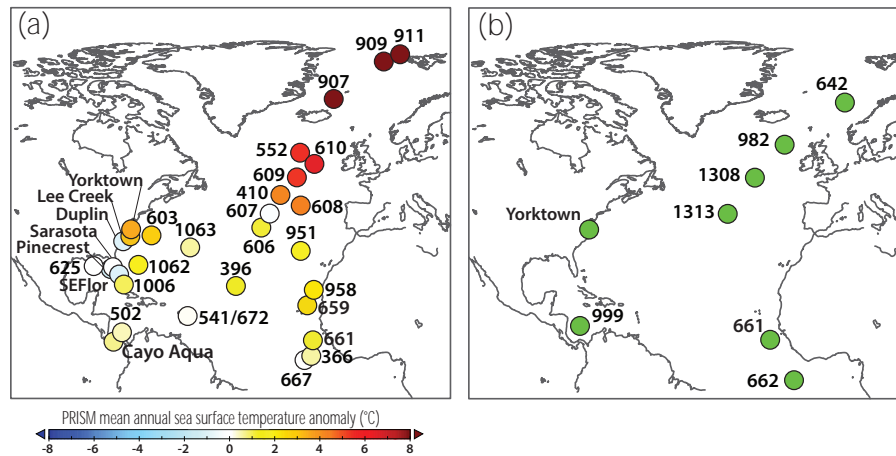 (a)
909 911
907
552 610
609
410
607 608
606
951
Yorktown
Lee Creek
Duplin 603
Sarasota 1063
Pinecrest
625 1062
SEFlor 1006
396
958
659
502 541/672
Cayo Aqua
661
366
667
PRISM mean annual sea surface temperature anomaly (°C)
-8 -6 -4 -2 0 2 4 6 8
(b)
642
982
1308
1313
Yorktown
999
661
662